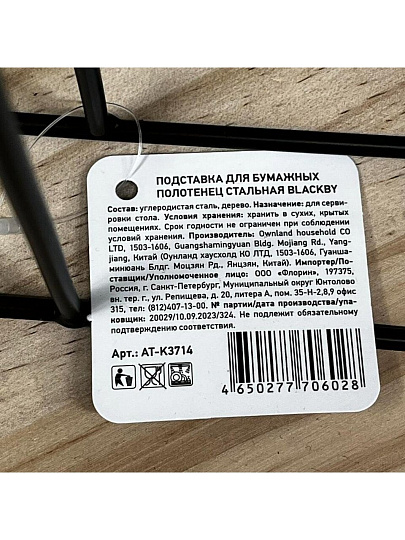 ПОДСТАВКА ДЛЯ БУМАЖНЫХ
ПОЛОТЕНЕЦ СТАЛЬНАЯ BLACKBY
Состав: углеродистая сталь, дерево. Назначение: для серви-
ровки стола. Условия хранения: хранить в сухих, крытых
помещениях. Срок годности не ограничен при соблюдении
условий хранения. Производитель: Ownland household CO
LTD, 1503-1606, Guangshamingyuan Bldg. Mojiang Rd., Yang-
jiang, Китай (Оунланд хаусхолд КО ЛТД, 1503-1606, Гуанша-
минюань Блдг. Моцзян Рд., Янцзян, Китай). Импортер/По-
ставщик/Уполномоченное лицо: ООО «Флорин», 197375,
Россия, г. Санкт-Петербург, Муниципальный округ Юнтолово
вн. тер. г., ул. Репищева, д. 20, литера А, пом. 35-Н-2,8,9 офис
315, тел: (812)407-13-00. № партии/дата производства/упа-
ковщик: 20029/10.09.2023/324. Не подлежит обязательному
подтверждению соответствия.
Арт.: AT-K3714
4 650277 706028